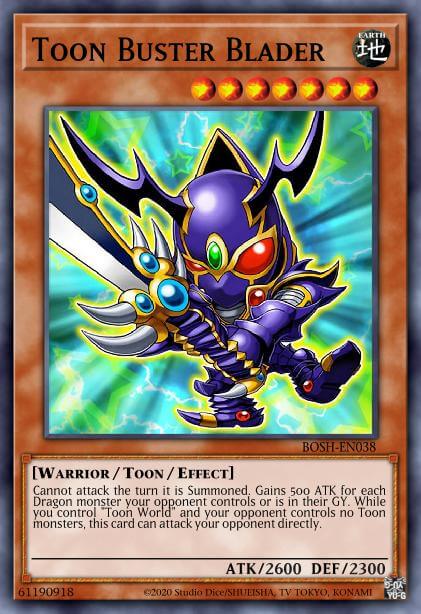 Toon Buster Blader
EARTH
地
BOSH-EN038
[Warrior / Toon / Effect]
Cannot attack the turn it is Summoned. Gains 500 ATK for each
Dragon monster your opponent controls or is in their GY. While
you control "Toon World" and your opponent controls no Toon
monsters, this card can attack your opponent directly.
ATK/2600 DEF/2300
61190918
©2020 Studio Dice/SHUEISHA, TV TOKYO, KONAMI